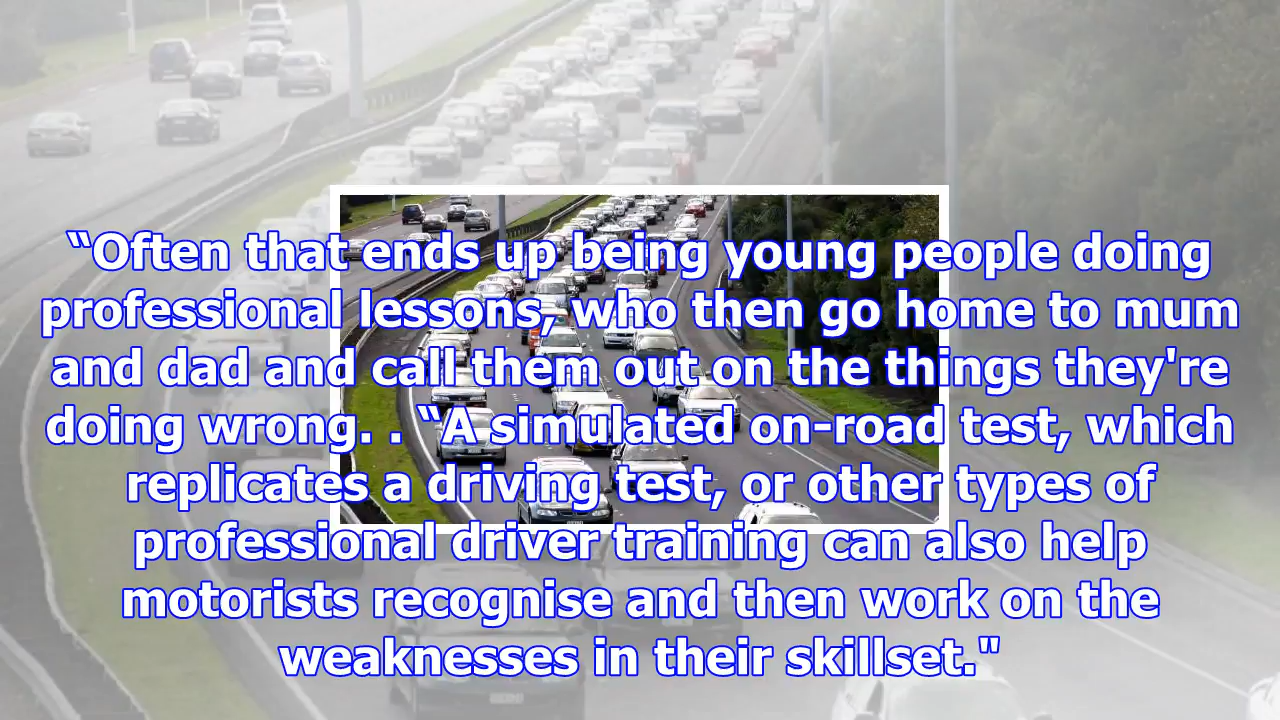 “Often that ends up being young people doing
professional lessons, who then go home to mum
and dad and call them out on the things they're
doing wrong. . “A simulated on-road test, which
replicates a driving test, or other types of
professional driver training can also help
motorists recognise and then work on the
weaknesses in their skillset."